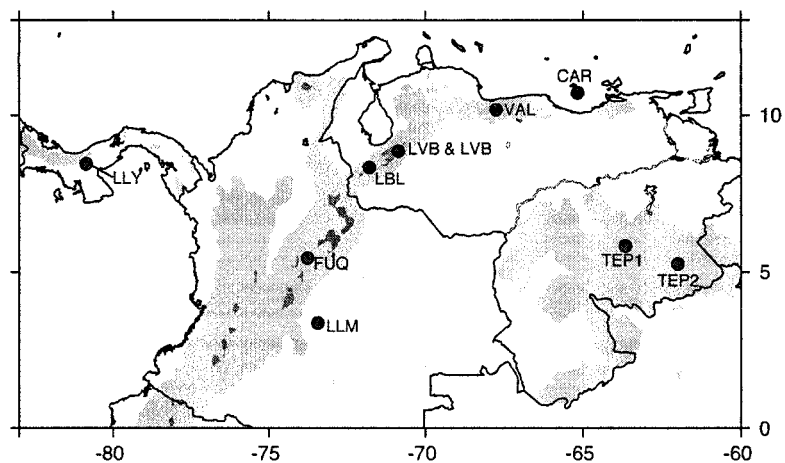 CAR
VAL
10
LVB & LVB
LLY
LBL
TEP1
FUQ
5
TEP2
LLM
0
-80
-75
-70
-65
-60